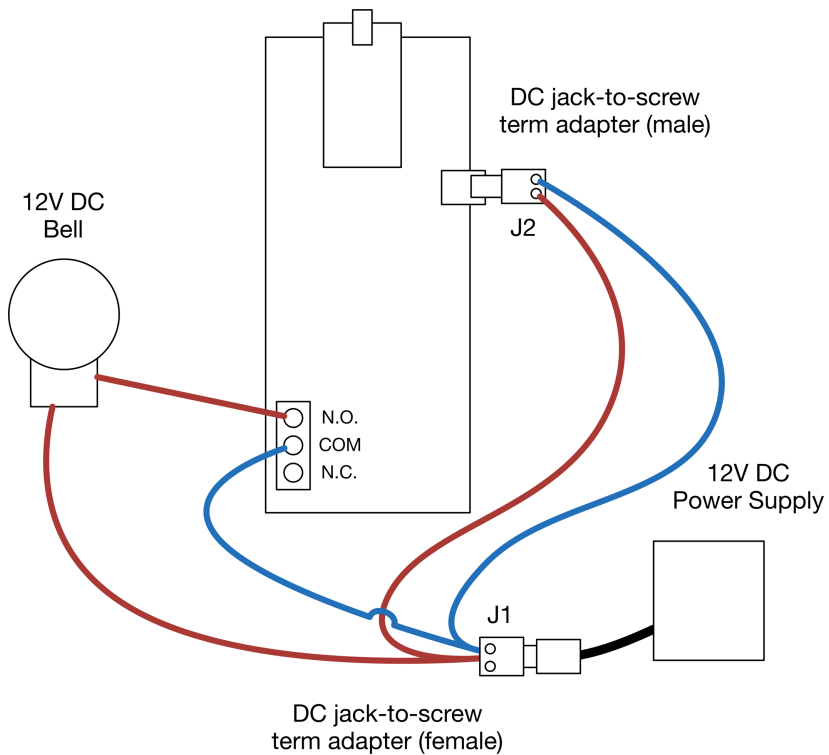 DC jack-to-screw
term adapter (male)
12V DC
Bell
J2
N.O.
COM
N.C.
12V DC
Power Supply
J1
DC jack-to-screw
term adapter (female)